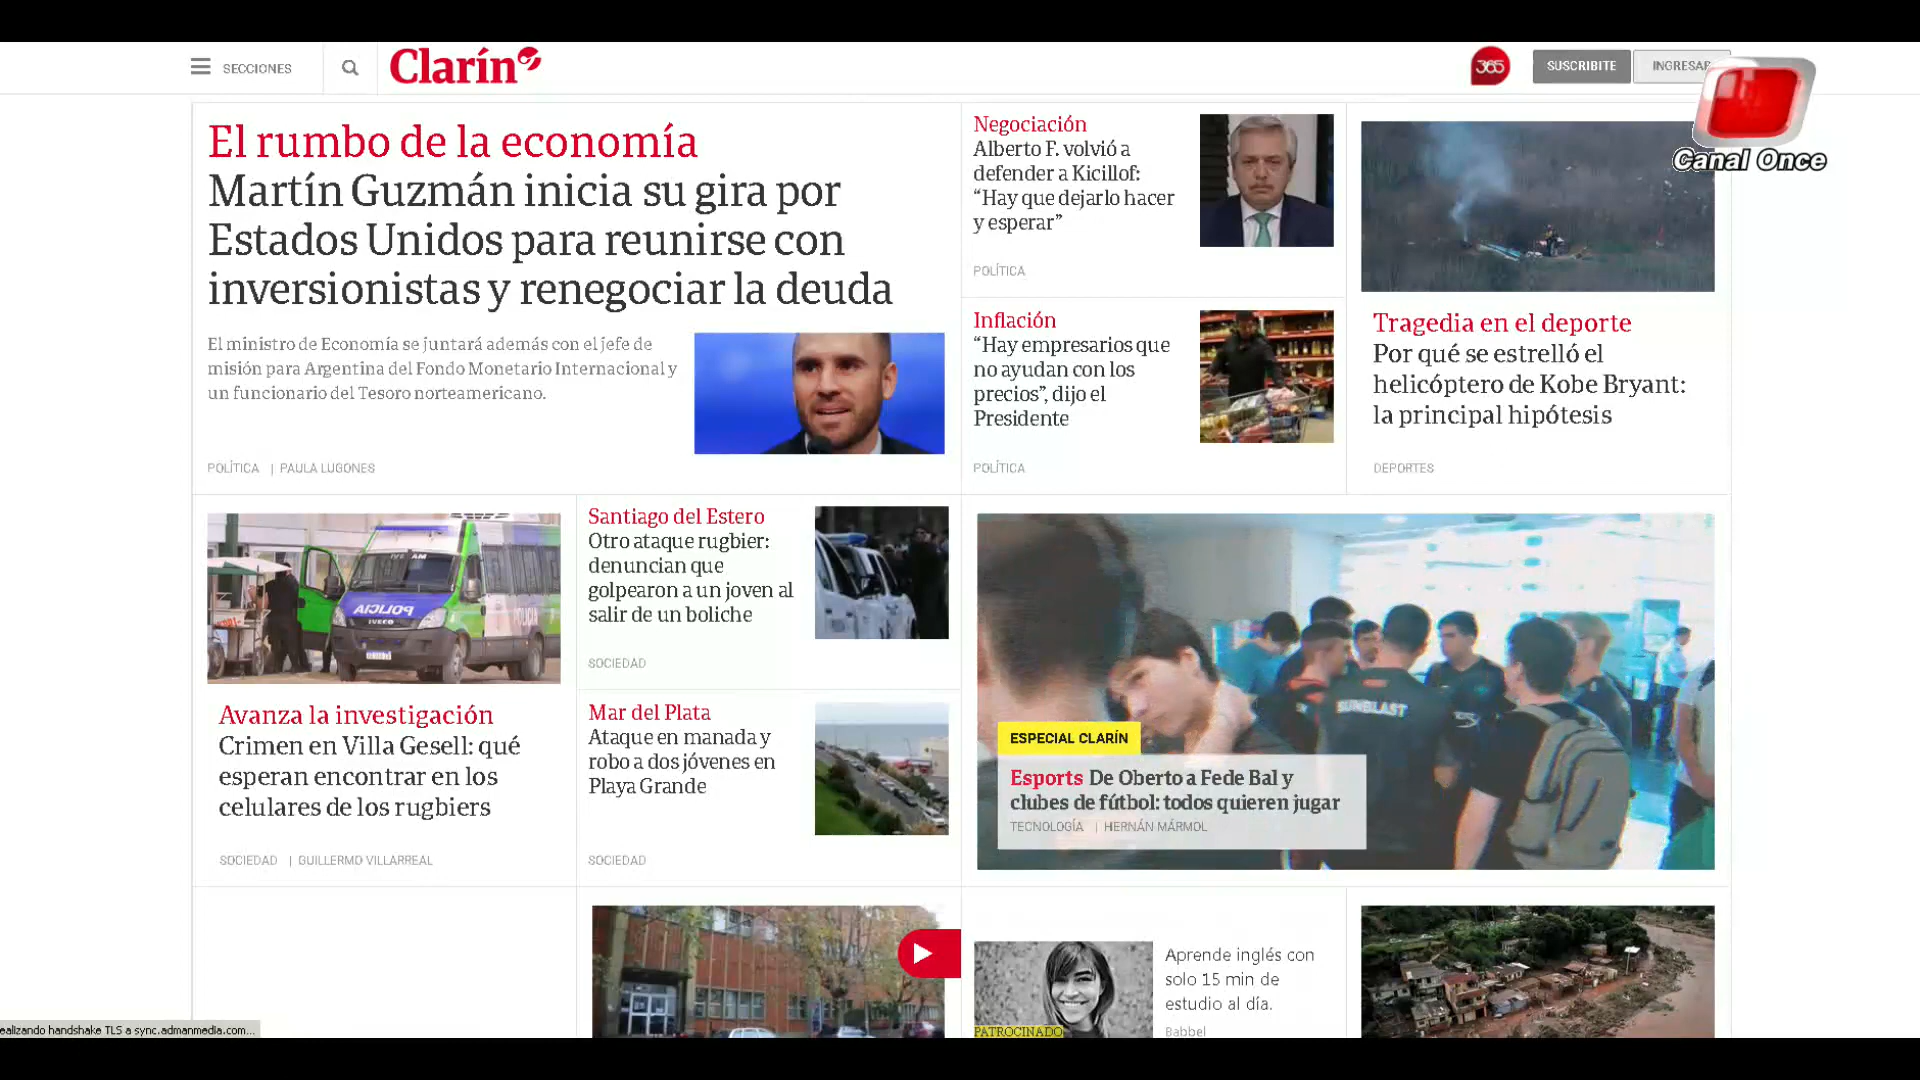 SECCIONES
Clarín
365
SUSCRIBITE
INGRESAR
Canal Once
El rumbo de la economía
Martín Guzmán inicia su gira por
Estados Unidos para reunirse con
inversionistas y renegociar la deuda
El ministro de Economía se juntará además con el jefe de
misión para Argentina del Fondo Monetario Internacional y
un funcionario del Tesoro norteamericano.
POLÍTICA | PAULA LUGONES
Negociación
Alberto F. volvió a
defender a Kicillof:
“Hay que dejarlo hacer
y esperar”
POLÍTICA
Inflación
“Hay empresarios que
no ayudan con los
precios”, dijo el
Presidente
POLÍTICA
Tragedia en el deporte
Por qué se estrelló el
helicóptero de Kobe Bryant:
la principal hipótesis
DEPORTES
POLICIA
IVECO
POLICIA
Avanza la investigación
Crimen en Villa Gesell: qué
esperan encontrar en los
celulares de los rugbiers
SOCIEDAD | GUILLERMO VILLARREAL
Santiago del Estero
Otro ataque rugbier:
denuncian que
golpearon a un joven al
salir de un boliche
SOCIEDAD
Mar del Plata
Ataque en manada y
robo a dos jóvenes en
Playa Grande
SOCIEDAD
SUNBLAST
ESPECIAL CLARÍN
Esports De Oberto a Fede Bal y
clubes de fútbol: todos quieren jugar
TECNOLOGÍA | HERNÁN MÁRMOL
Aprende inglés con
solo 15 min de
estudio al día.
Babbel
PATROCINADO
ealizando handshake TLS a sync.admanmedia.com...